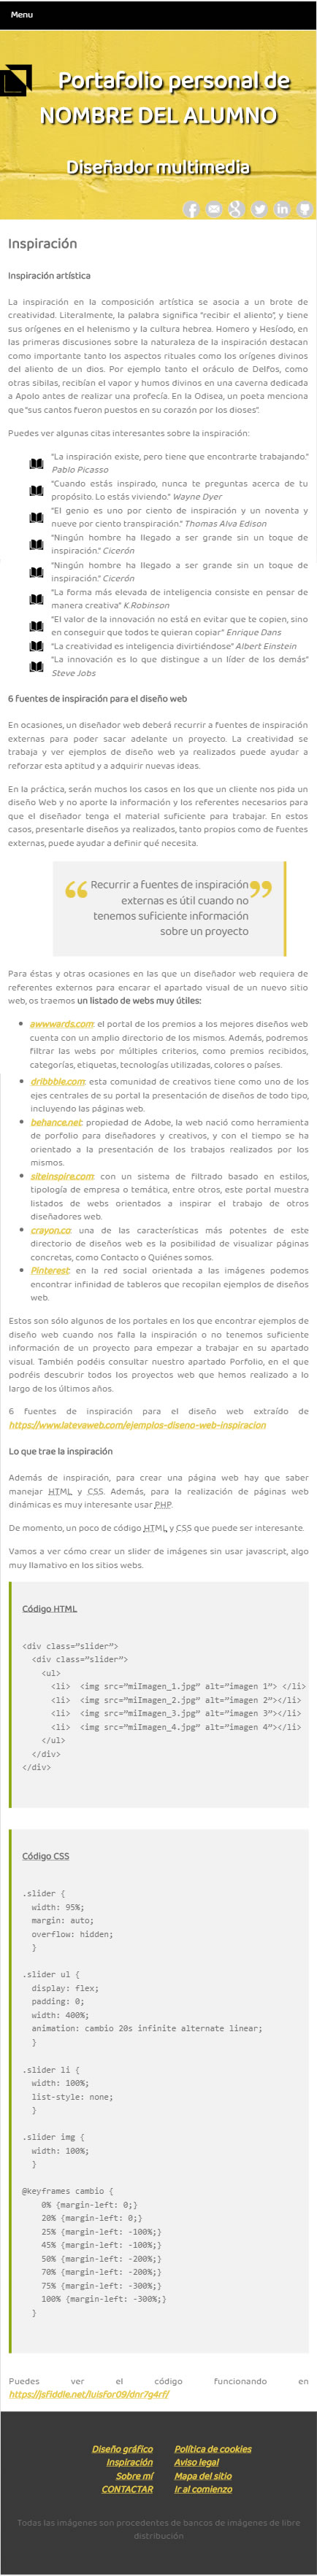 Menu
Portafolio personal de
NOMBRE DEL ALUMNO
Diseñador multimedia
Inspiración
Inspiración artística
La inspiración en la composición artística se asocia a un brote de
creatividad. Literalmente, la palabra significa “recibir el aliento”, y tiene
sus orígenes en el helenismo y la cultura hebrea. Homero y Hesíodo, en
las primeras discusiones sobre la naturaleza de la inspiración destacan
como importante tanto los aspectos rituales como los orígenes divinos
del aliento de un dios. Por ejemplo tanto el oráculo de Delfos, como
otras sibilas, recibían el vapor y humos divinos en una caverna dedicada
a Apolo antes de realizar una profecía. En la Odisea, un poeta menciona
que “sus cantos fueron puestos en su corazón por los dioses”.
Puedes ver algunas citas interesantes sobre la inspiración:
“La inspiración existe, pero tiene que encontrarte trabajando.”
Pablo Picasso
“Cuando estás inspirado, nunca te preguntas acerca de tu
propósito. Lo estás viviendo.” Wayne Dyer
“El genio es uno por ciento de inspiración y un noventa y
nueve por ciento transpiración.” Thomas Alva Edison
“Ningún hombre ha llegado a ser grande sin un toque de
inspiración.” Cicerón
“Ningún hombre ha llegado a ser grande sin un toque de
inspiración.” Cicerón
“La forma más elevada de inteligencia consiste en pensar de
manera creativa” K.Robinson
“El valor de la innovación no está en evitar que te copien, sino
en conseguir que todos te quieran copiar” Enrique Dans
“La creatividad es inteligencia divirtiéndose” Albert Einstein
“La innovación es lo que distingue a un líder de los demás”
Steve Jobs
6 fuentes de inspiración para el diseño web
En ocasiones, un diseñador web deberá recurrir a fuentes de inspiración
externas para poder sacar adelante un proyecto. La creatividad se
trabaja y ver ejemplos de diseño web ya realizados puede ayudar a
reforzar esta aptitud y a adquirir nuevas ideas.
En la práctica, serán muchos los casos en los que un cliente nos pida un
diseño Web y no aporte la información y los referentes necesarios para
que el diseñador tenga el material suficiente para trabajar. En estos
casos, presentarle diseños ya realizados, tanto propios como de fuentes
externas, puede ayudar a definir qué necesita.
“ Recurrir a fuentes de inspiración ”
externas es útil cuando no
tenemos suficiente información
sobre un proyecto
Para éstas y otras ocasiones en las que un diseñador web requiera de
referentes externos para encarar el apartado visual de un nuevo sitio
web, os traemos un listado de webs muy útiles:
awwwards.com: el portal de los premios a los mejores diseños web
cuenta con un amplio directorio de los mismos. Además, podremos
filtrar las webs por múltiples criterios, como premios recibidos,
categorías, etiquetas, tecnologías utilizadas, colores o países.
dribbble.com: esta comunidad de creativos tiene como uno de los
ejes centrales de su portal la presentación de diseños de todo tipo,
incluyendo las páginas web.
behance.net: propiedad de Adobe, la web nació como herramienta
de porfolio para diseñadores y creativos, y con el tiempo se ha
orientado a la presentación de los trabajos realizados por los
mismos.
siteinspire.com: con un sistema de filtrado basado en estilos,
tipología de empresa o temática, entre otros, este portal muestra
listados de webs orientados a inspirar el trabajo de otros
diseñadores web.
crayon.co: una de las características más potentes de este
directorio de diseños web es la posibilidad de visualizar páginas
concretas, como Contacto o Quiénes somos.
Pinterest: en la red social orientada a las imágenes podemos
encontrar infinidad de tableros que recopilan ejemplos de diseños
web.
Estos son sólo algunos de los portales en los que encontrar ejemplos de
diseño web cuando nos falla la inspiración o no tenemos suficiente
información de un proyecto para empezar a trabajar en su apartado
visual. También podéis consultar nuestro apartado Porfolio, en el que
podréis descubrir todos los proyectos web que hemos realizado a lo
largo de los últimos años.
6 fuentes de inspiración para el diseño web extraído de
https://www.latevaweb.com/ejemplos-diseno-web-inspiracion
Lo que trae la inspiración
Además de inspiración, para crear una página web hay que saber
manejar HTML y CSS. Además, para la realización de páginas web
dinámicas es muy interesante usar PHP.
De momento, un poco de código HTML y CSS que puede ser interesante.
Vamos a ver cómo crear un slider de imágenes sin usar javascript, algo
muy llamativo en los sitios webs.
Código HTML
<div class="slider">
<div class="slider">
<ul>
<li> <img src="miImagen_1.jpg" alt="imagen 1"> </li>
<li> <img src="miImagen_2.jpg" alt="imagen 2"></li>
<li> <img src="miImagen_3.jpg" alt="imagen 3"></li>
<li> <img src="miImagen_4.jpg" alt="imagen 4"></li>
</ul>
</div>
</div>
Código CSS
.slider {
width: 95%;
margin: auto;
overflow: hidden;
}
.slider ul {
display: flex;
padding: 0;
width: 400%;
animation: cambio 20s infinite alternate linear;
}
.slider li {
width: 100%;
list-style: none;
}
.slider img {
width: 100%;
}
@keyframes cambio {
0% {margin-left: 0;}
20% {margin-left: 0;}
25% {margin-left: -100%;}
45% {margin-left: -100%;}
50% {margin-left: -200%;}
70% {margin-left: -200%;}
75% {margin-left: -300%;}
100% {margin-left: -300%;}
}
Puedes ver el código funcionando en
https://jsfiddle.net/luisfor09/dnr7g4rf/
Diseño gráfico
Inspiración
Sobre mí
CONTACTAR
Política de cookies
Aviso legal
Mapa del sitio
Ir al comienzo
Todas las imágenes son procedentes de bancos de imágenes de libre
distribución